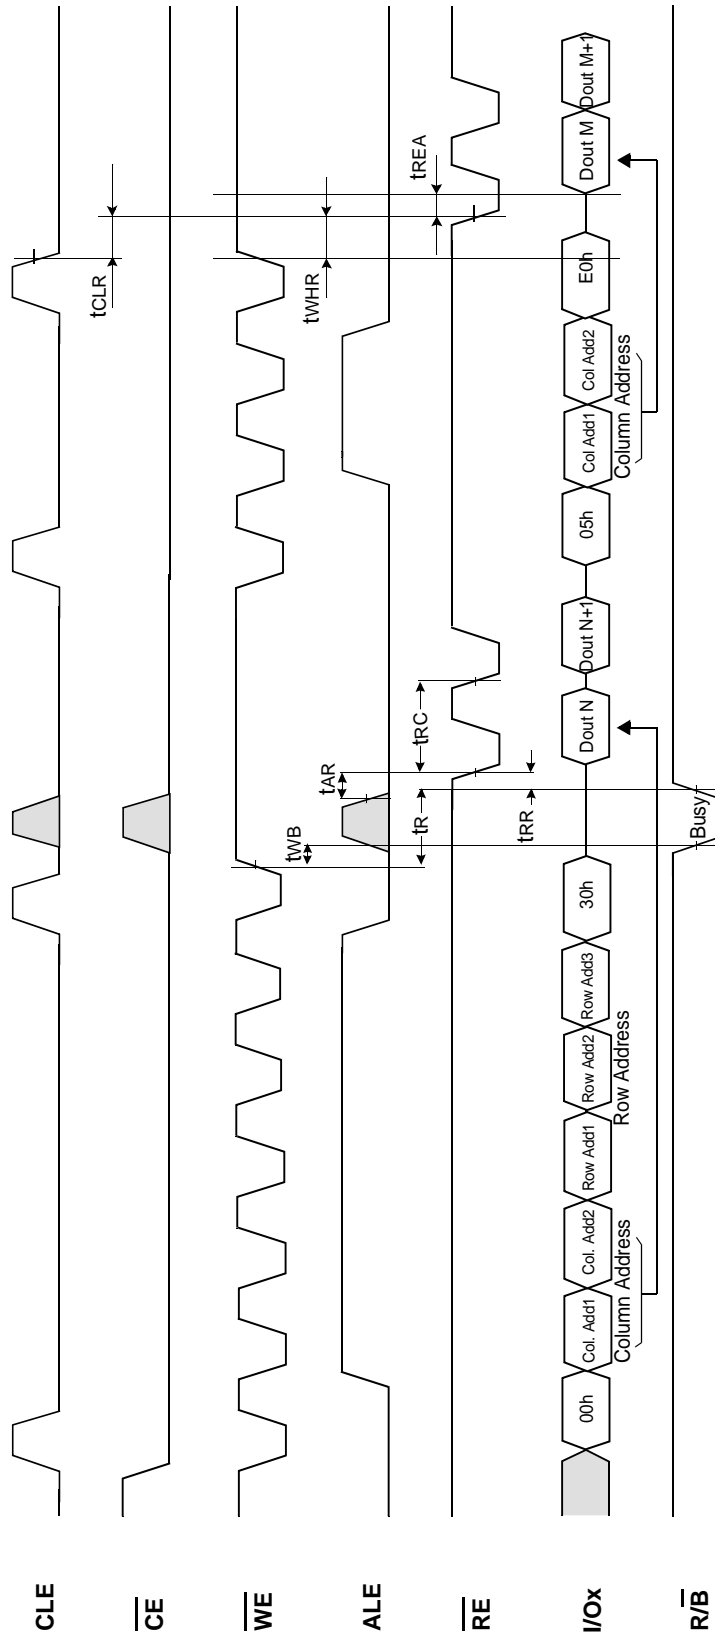 CLE
CE
WE
ALE
RE
I/Ox
R/B
tCLR
tWHR
tREA
tWB
tAR
tR
tRC
tRR
00h
Col. Add1
Col. Add2
Row Add1
Row Add2
Row Add3
30h
Dout N
Dout N+1
05h
Col Add1
Col Add2
E0h
Dout M
Dout M+1
Column Address
Row Address
Column Address
Busy